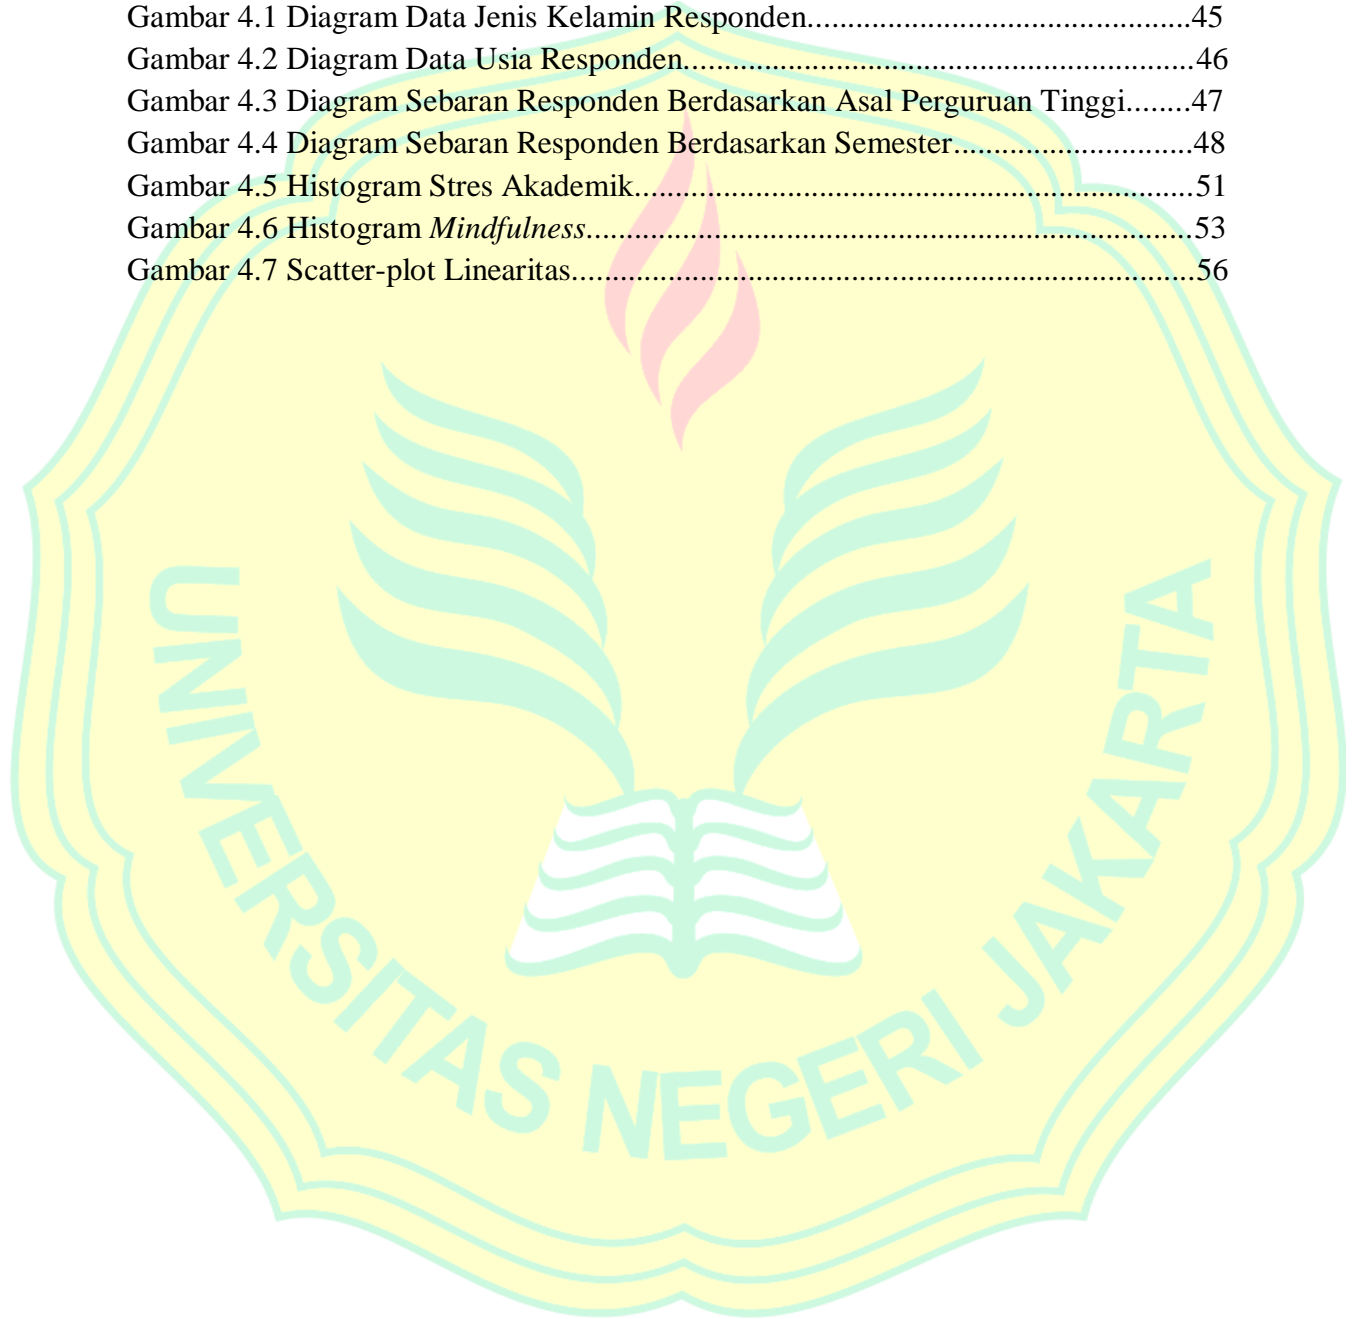 Gambar 4.1 Diagram Data Jenis Kelamin Responden.......................................45
Gambar 4.2 Diagram Data Usia Responden....................................................46
Gambar 4.3 Diagram Sebaran Responden Berdasarkan Asal Perguruan Tinggi.......47
Gambar 4.4 Diagram Sebaran Responden Berdasarkan Semester.........................48
Gambar 4.5 Histogram Stres Akademik.........................................................51
Gambar 4.6 Histogram Mindfulness..............................................................53
Gambar 4.7 Scatter-plot Linearitas...............................................................56
UNIVERSITAS NEGERI JAKARTA